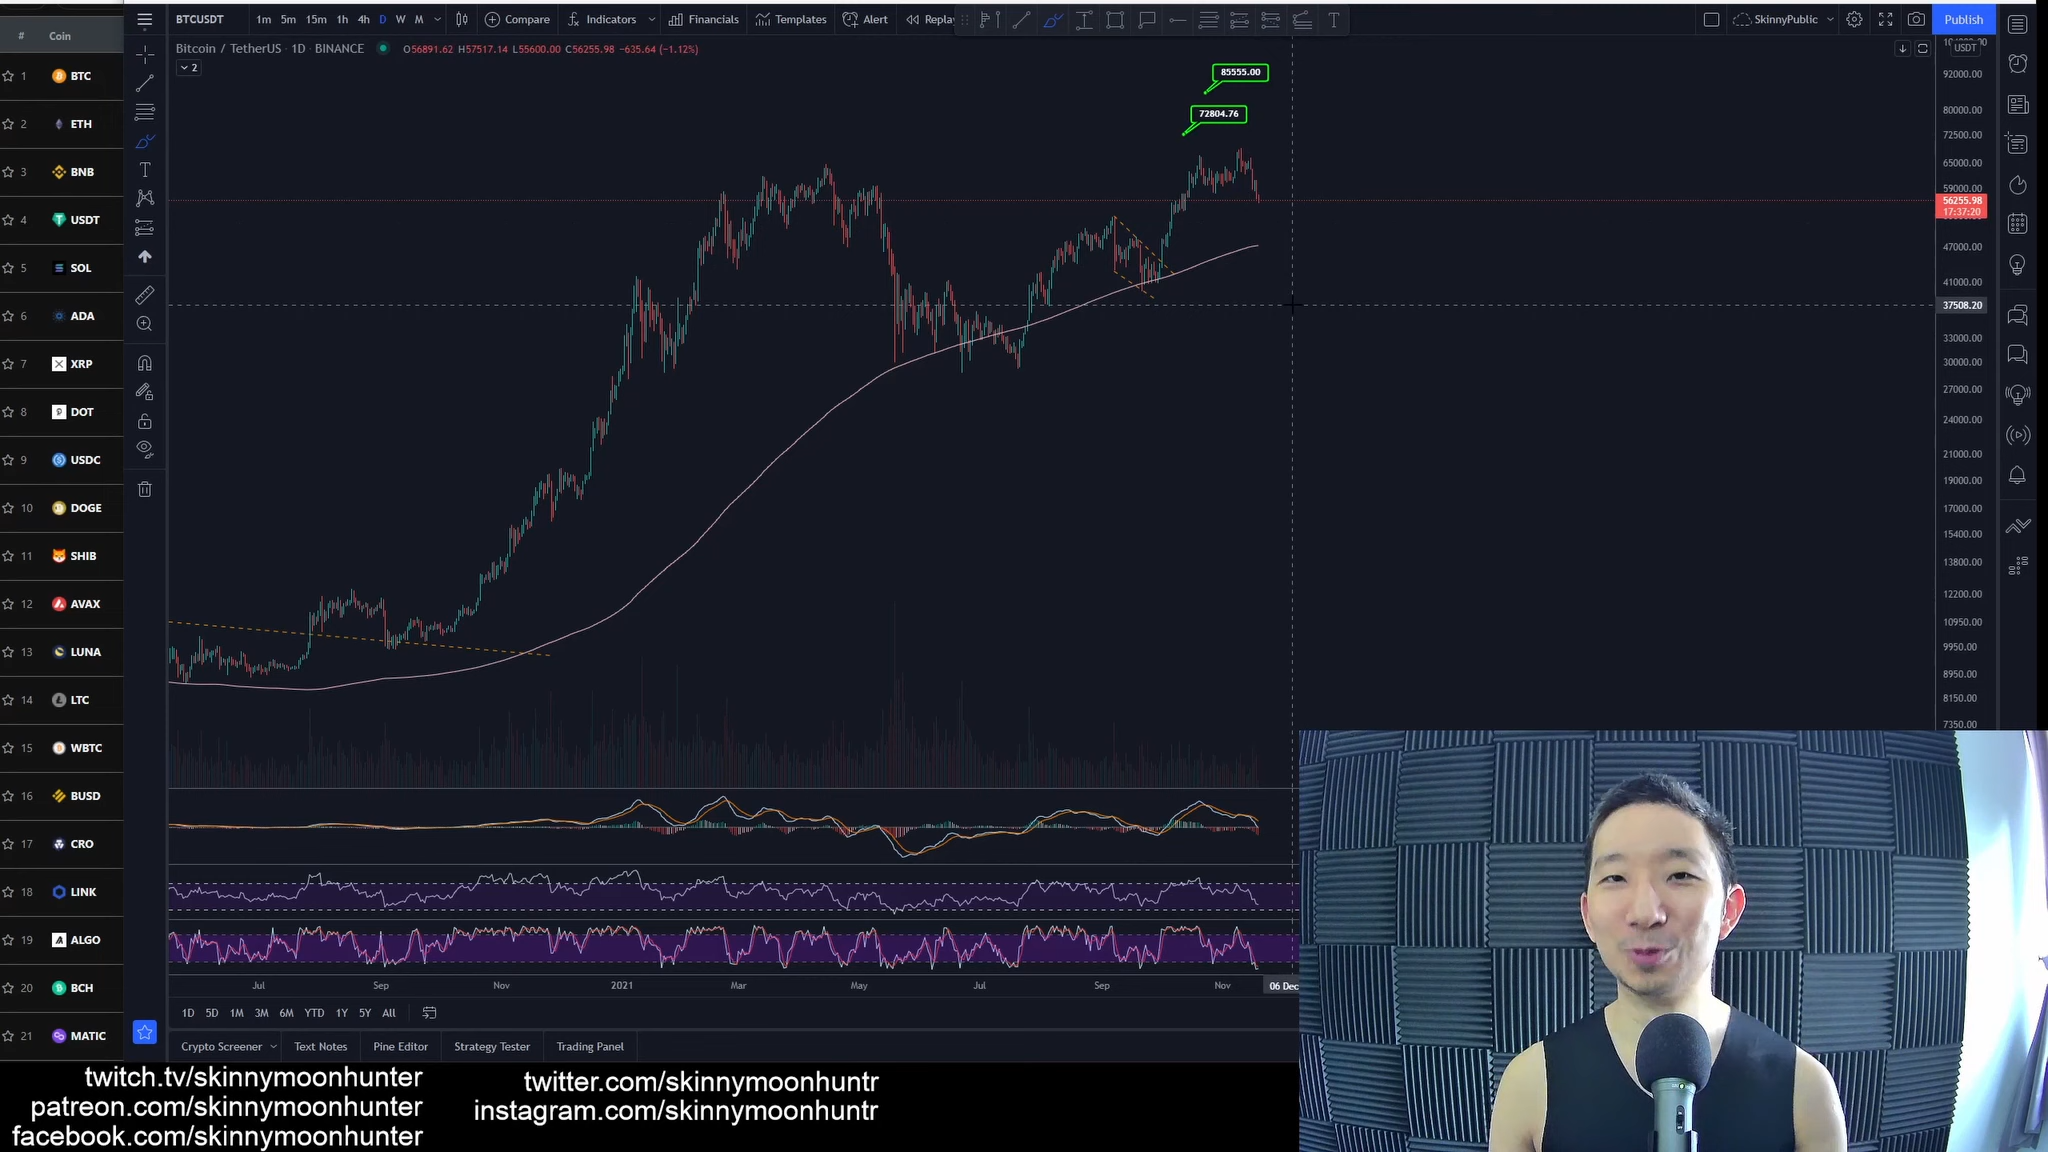 BTCUSDT 1m 5m 15m 1h 4h D W M Compare Indicators Financials Templates Alert Replay SkinnyPublic Publish
# Coin
Bitcoin / TetherUS · 1D · BINANCE O56891.62 H57517.14 L55600.00 C56255.98 −635.64 (−1.12%)
USDT
2
85555.00
72804.76
92000.00
80000.00
72500.00
65000.00
59000.00
56255.98
17:37:20
47000.00
41000.00
37508.20
33000.00
30000.00
27000.00
24000.00
21000.00
19000.00
17000.00
15400.00
13800.00
12200.00
10950.00
9950.00
8950.00
8150.00
7350.00
1 BTC
2 ETH
3 BNB
4 USDT
5 SOL
6 ADA
7 XRP
8 DOT
9 USDC
10 DOGE
11 SHIB
12 AVAX
13 LUNA
14 LTC
15 WBTC
16 BUSD
17 CRO
18 LINK
19 ALGO
20 BCH
21 MATIC
Jul Sep Nov 2021 Mar May Jul Sep Nov 06 Dec
1D 5D 1M 3M 6M YTD 1Y 5Y All
Crypto Screener Text Notes Pine Editor Strategy Tester Trading Panel
twitch.tv/skinnymoonhunter
patreon.com/skinnymoonhunter
facebook.com/skinnymoonhunter
twitter.com/skinnymoonhuntr
instagram.com/skinnymoonhuntr